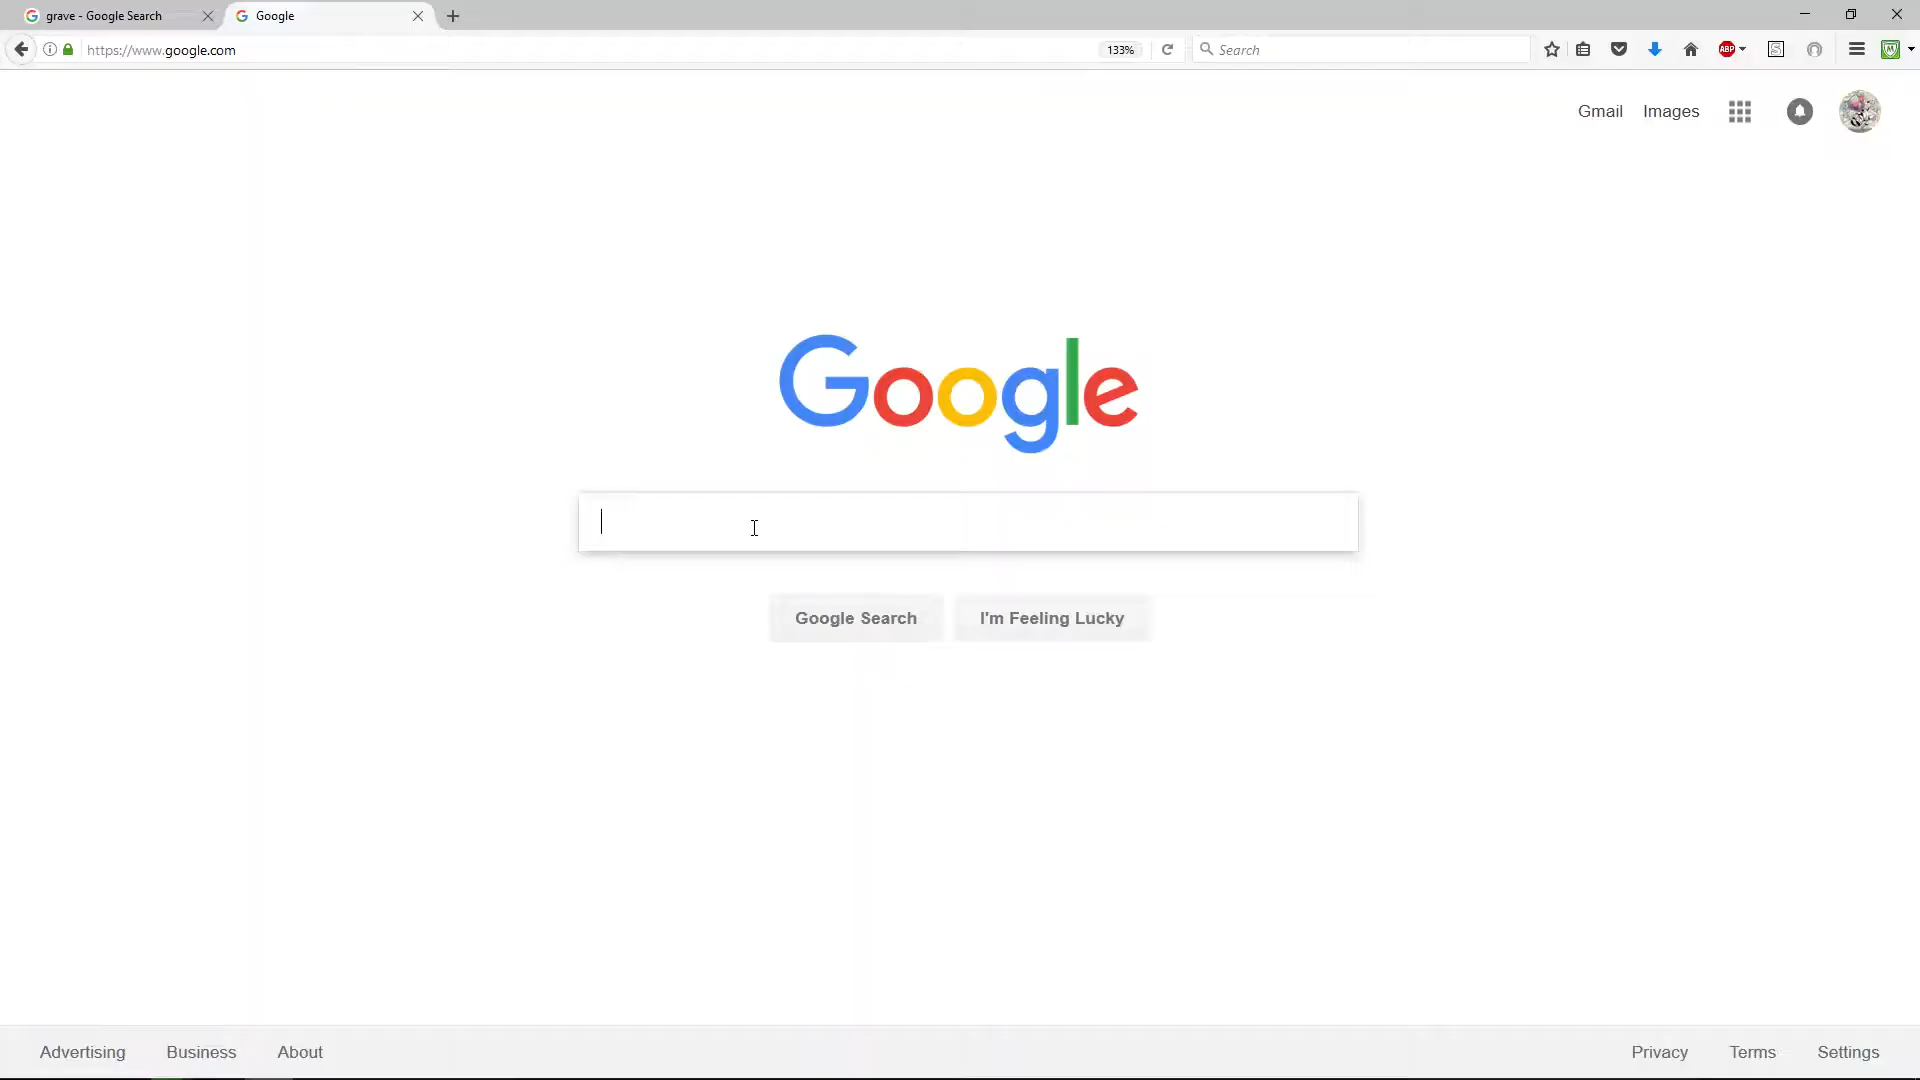 grave - Google Search
Google
https://www.google.com
133%
Search
ABP
Gmail
Images
Google
Google Search
I'm Feeling Lucky
Advertising
Business
About
Privacy
Terms
Settings